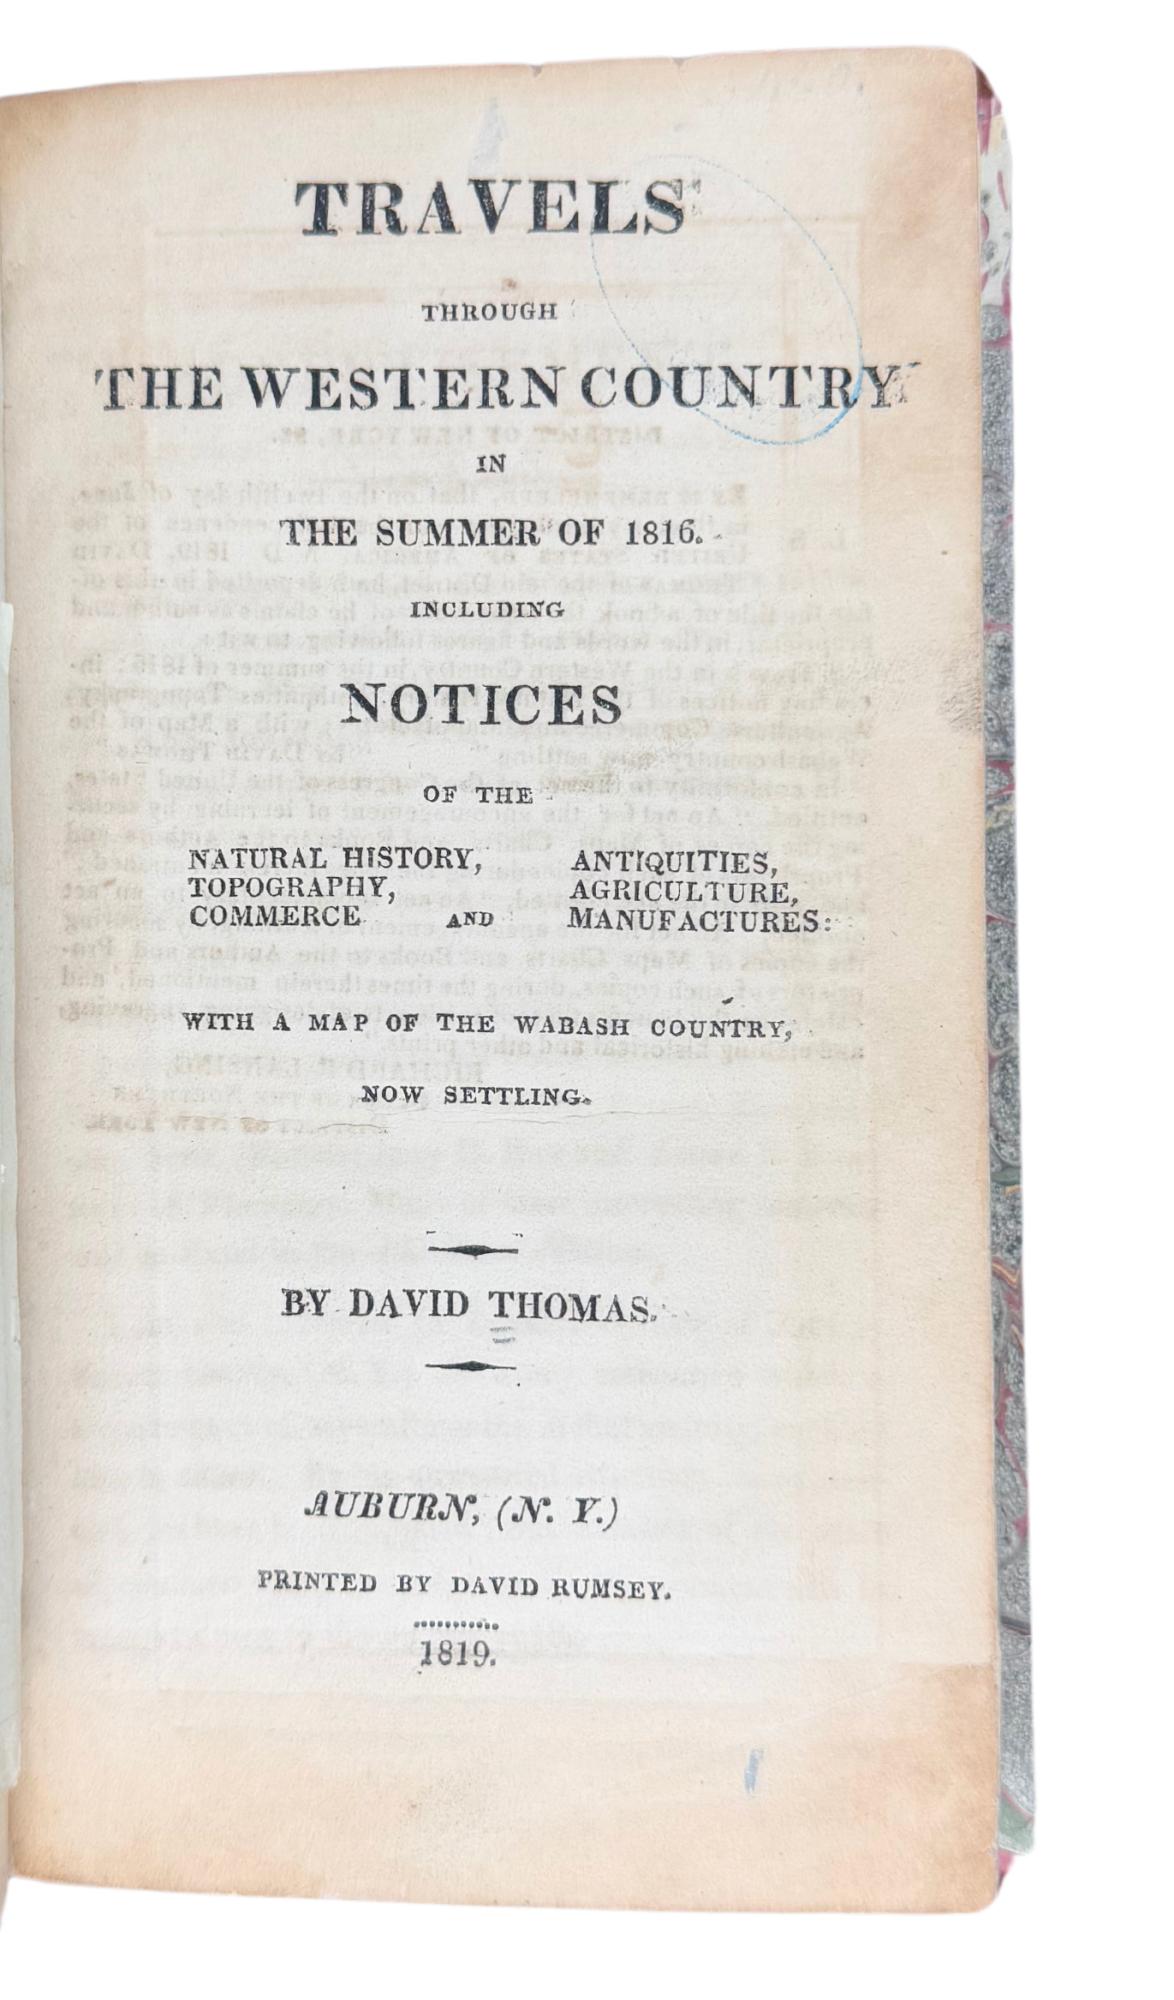 TRAVELS
THROUGH
THE WESTERN COUNTRY
IN
THE SUMMER OF 1816.
INCLUDING
NOTICES
OF THE
NATURAL HISTORY, ANTIQUITIES,
TOPOGRAPHY, AGRICULTURE,
COMMERCE AND MANUFACTURES:
WITH A MAP OF THE WABASH COUNTRY,
NOW SETTLING.
BY DAVID THOMAS.
AUBURN, (N. Y.)
PRINTED BY DAVID RUMSEY.
1819.